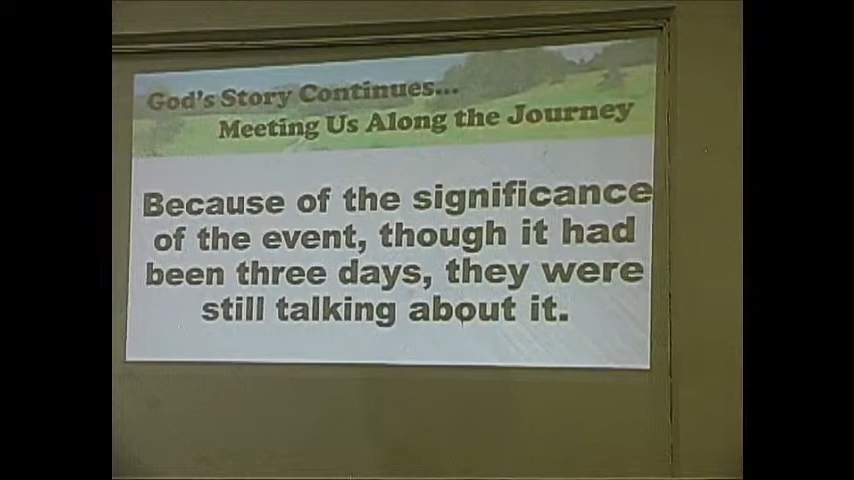 God's Story Continues...
Meeting Us Along the Journey
Because of the significance
of the event, though it had
been three days, they were
still talking about it.